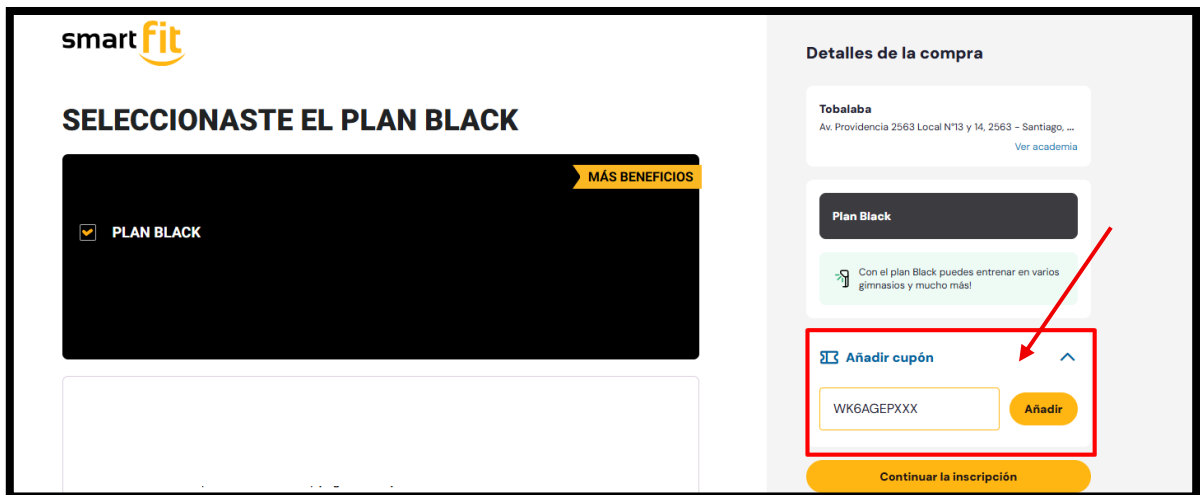 smart fit
SELECCIONASTE EL PLAN BLACK
MÁS BENEFICIOS
PLAN BLACK
Detalles de la compra
Tobalaba
Av. Providencia 2563 Local N°13 y 14, 2563 - Santiago, ...
Ver academia
Plan Black
Con el plan Black puedes entrenar en varios
gimnasios y mucho más!
Añadir cupón
WK6AGEPXXX
Añadir
Continuar la inscripción